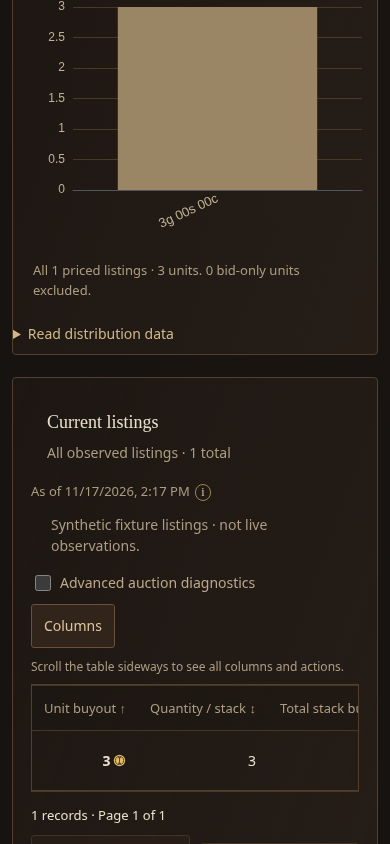 3
2.5
2
1.5
1
0.5
0
3g 00s 00c
All 1 priced listings · 3 units. 0 bid-only units
excluded.
▶ Read distribution data
Current listings
All observed listings · 1 total
As of 11/17/2026, 2:17 PM ⓘ
Synthetic fixture listings · not live
observations.
Advanced auction diagnostics
Columns
Scroll the table sideways to see all columns and actions.
Unit buyout ↑ Quantity / stack ↕ Total stack
3 3
1 records · Page 1 of 1